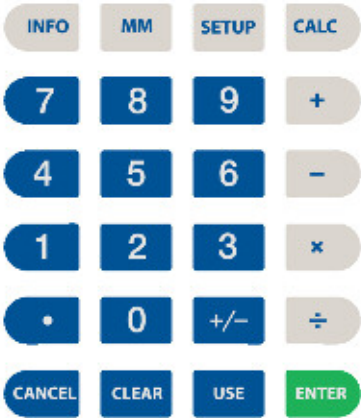 INFO MM SETUP CALC
7 8 9 +
4 5 6 −
1 2 3 ×
• 0 +/− ÷
CANCEL CLEAR USE ENTER